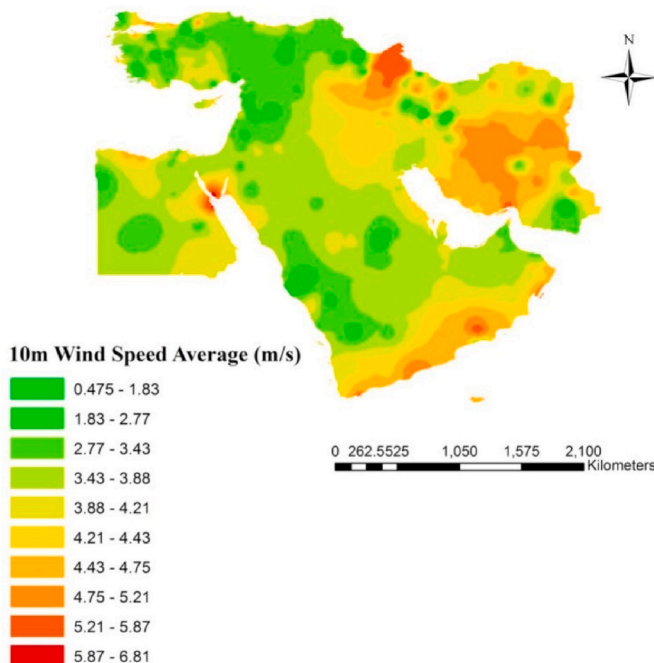 N
10m Wind Speed Average (m/s)
0.475 - 1.83
1.83 - 2.77
2.77 - 3.43
3.43 - 3.88
3.88 - 4.21
4.21 - 4.43
4.43 - 4.75
4.75 - 5.21
5.21 - 5.87
5.87 - 6.81
0 262.5525 1,050 1,575 2,100
Kilometers